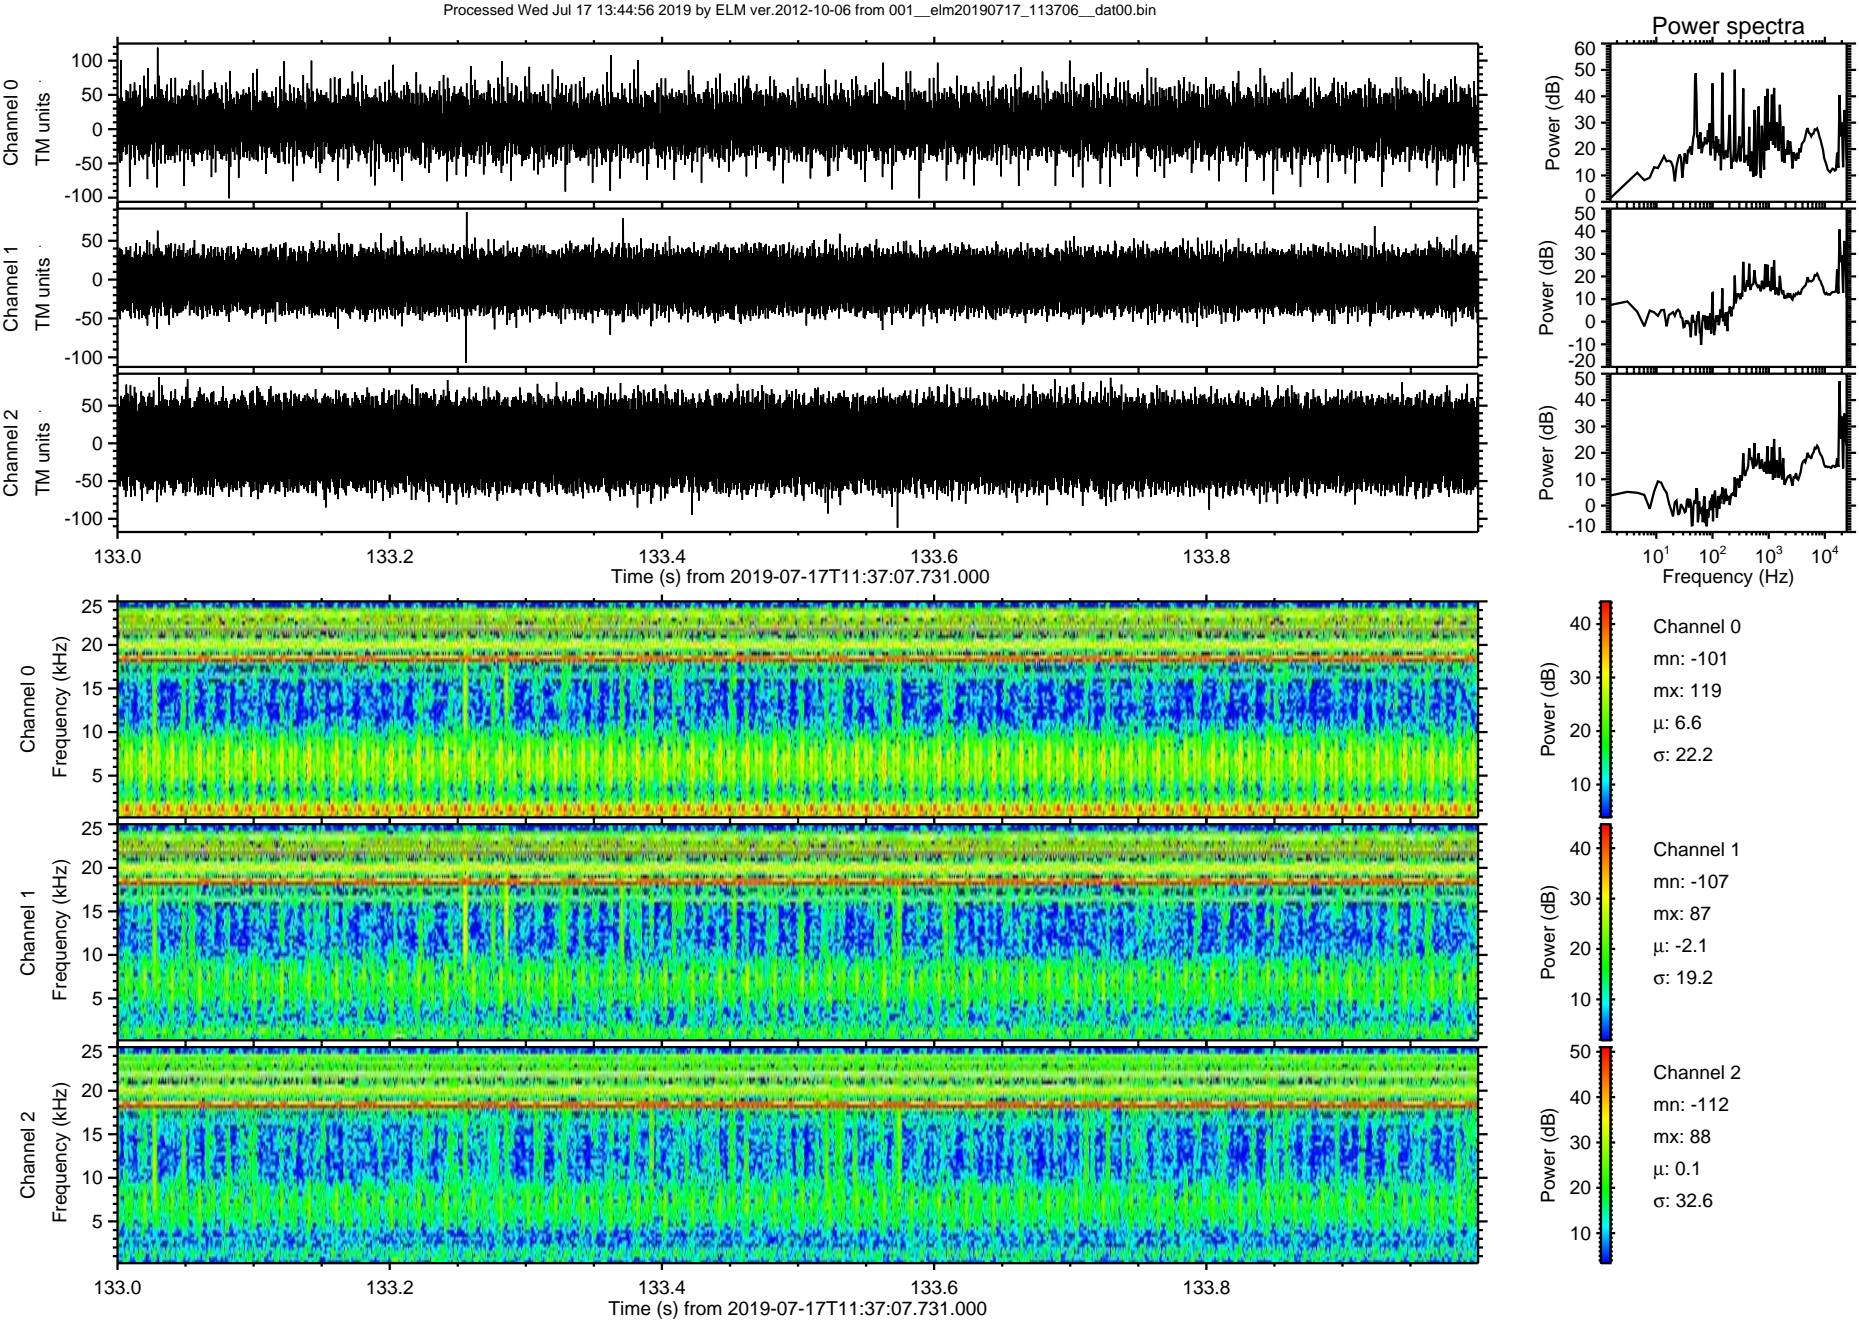 Processed Wed Jul 17 13:44:56 2019 by ELM ver.2012-10-06 from 001__elm20190717_113706__dat00.bin
Power spectra
Channel 0
TM units
100
50
0
-50
-100
Power (dB)
60
50
40
30
20
10
0
Channel 1
TM units
50
0
-50
-100
Power (dB)
50
40
30
20
10
0
-10
-20
Channel 2
TM units
50
0
-50
-100
Power (dB)
50
40
30
20
10
0
-10
133.0 133.2 133.4 133.6 133.8
Time (s) from 2019-07-17T11:37:07.731.000
10¹ 10² 10³ 10⁴
Frequency (Hz)
Channel 0
Frequency (kHz)
25
20
15
10
5
Power (dB)
40
30
20
10
Channel 0
mn: -101
mx: 119
μ: 6.6
σ: 22.2
Channel 1
Frequency (kHz)
25
20
15
10
5
Power (dB)
40
30
20
10
Channel 1
mn: -107
mx: 87
μ: -2.1
σ: 19.2
Channel 2
Frequency (kHz)
25
20
15
10
5
Power (dB)
50
40
30
20
10
Channel 2
mn: -112
mx: 88
μ: 0.1
σ: 32.6
133.0 133.2 133.4 133.6 133.8
Time (s) from 2019-07-17T11:37:07.731.000